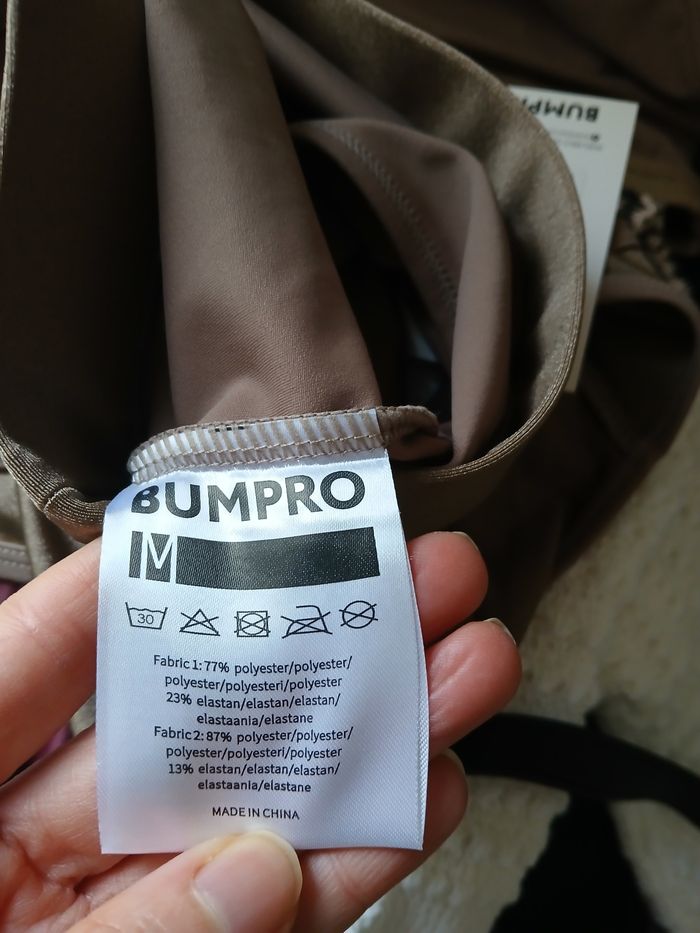 BUMPRO
BUMPRO
M
30
Fabric 1: 77% polyester/polyester/
polyester/polyesteri/polyester
23% elastan/elastan/elastan/
elastaania/elastane
Fabric 2: 87% polyester/polyester/
polyester/polyesteri/polyester
13% elastan/elastan/elastan/
elastaania/elastane
MADE IN CHINA